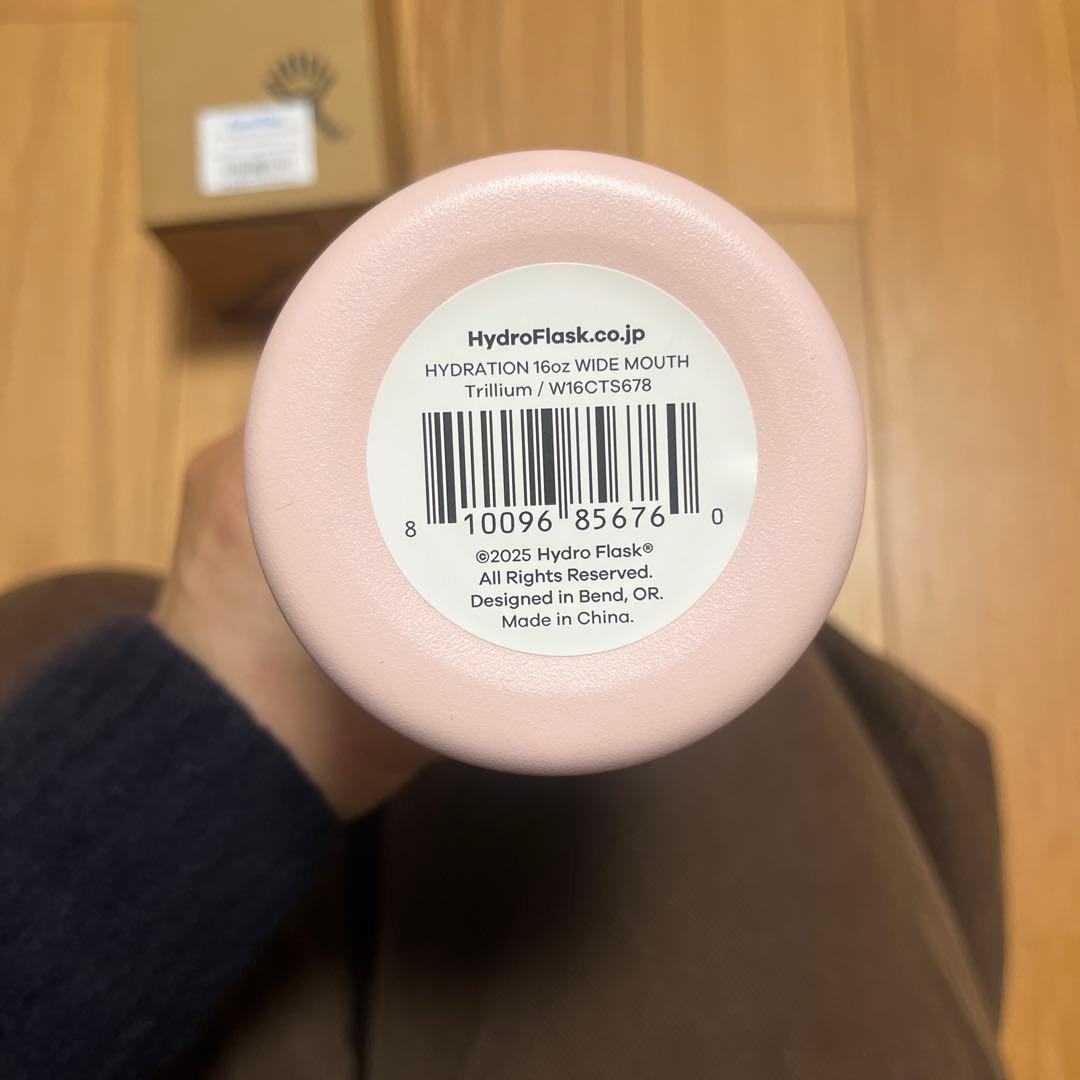 HydroFlask.co.jp
HYDRATION 16oz WIDE MOUTH
Trillium / W16CTS678
8 10096 85676 0
©2025 Hydro Flask®
All Rights Reserved.
Designed in Bend, OR.
Made in China.